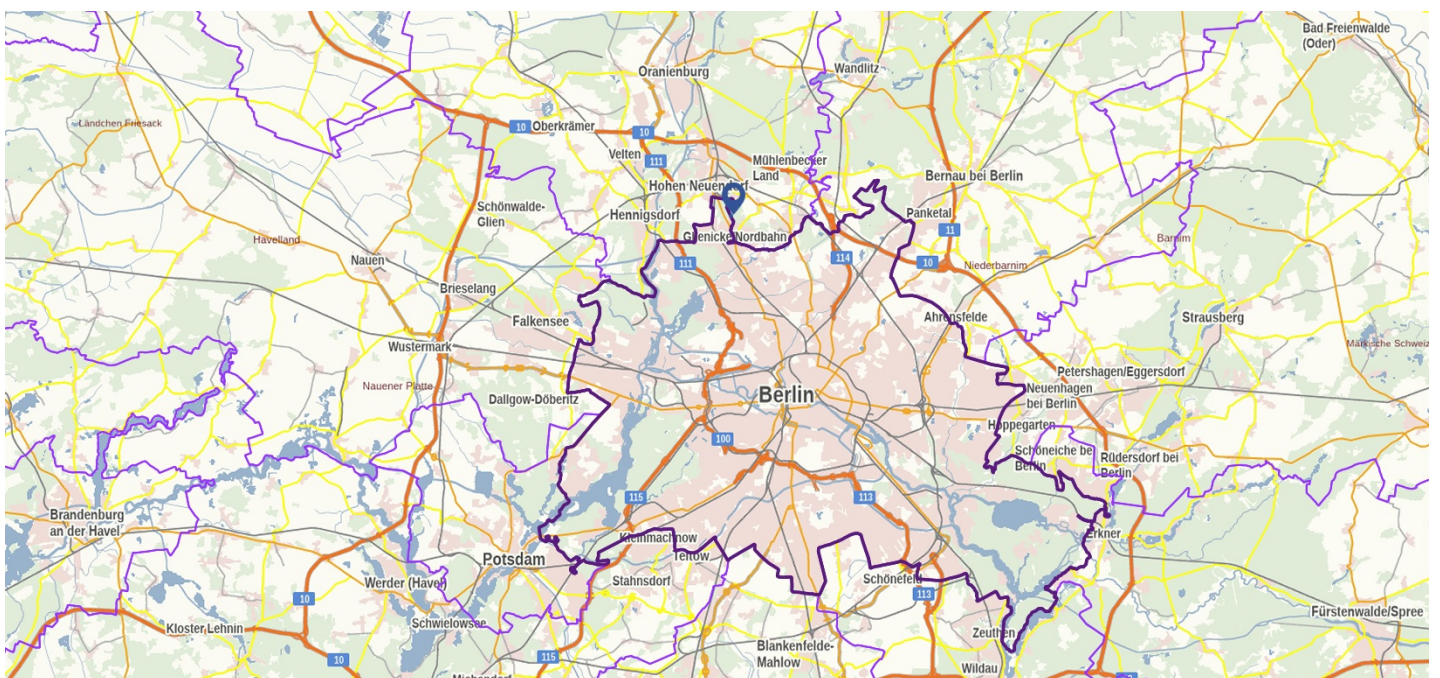 Bad Freienwalde
(Oder)
Oranienburg
Wandlitz
Ländchen Friesack
10
Oberkrämer
10
Velten
111
Mühlenbecker
Land
Bernau bei Berlin
Hohen Neuendorf
Schönwalde-
Glien
Hennigsdorf
Panketal
11
Havelland
Glienicke/Nordbahn
Barnim
Nauen
111
114
10
Niederbarnim
Brieselang
Falkensee
Ahrensfelde
Strausberg
Wustermark
Märkische Schweiz
Petershagen/Eggersdorf
Nauener Platte
Neuenhagen
bei Berlin
Dallgow-Döberitz
Berlin
Hoppegarten
100
Schöneiche be
Berlin
Rüdersdorf bei
Berlin
115
113
Brandenburg
an der Havel
Kleinmachnow
Erkner
Teltow
Potsdam
Werder (Havel)
Stahnsdorf
Schönefeld
113
10
Fürstenwalde/Spree
Kloster Lehnin
Schwielowsee
Zeuthen
Blankenfelde-
Mahlow
10
115
Wildau